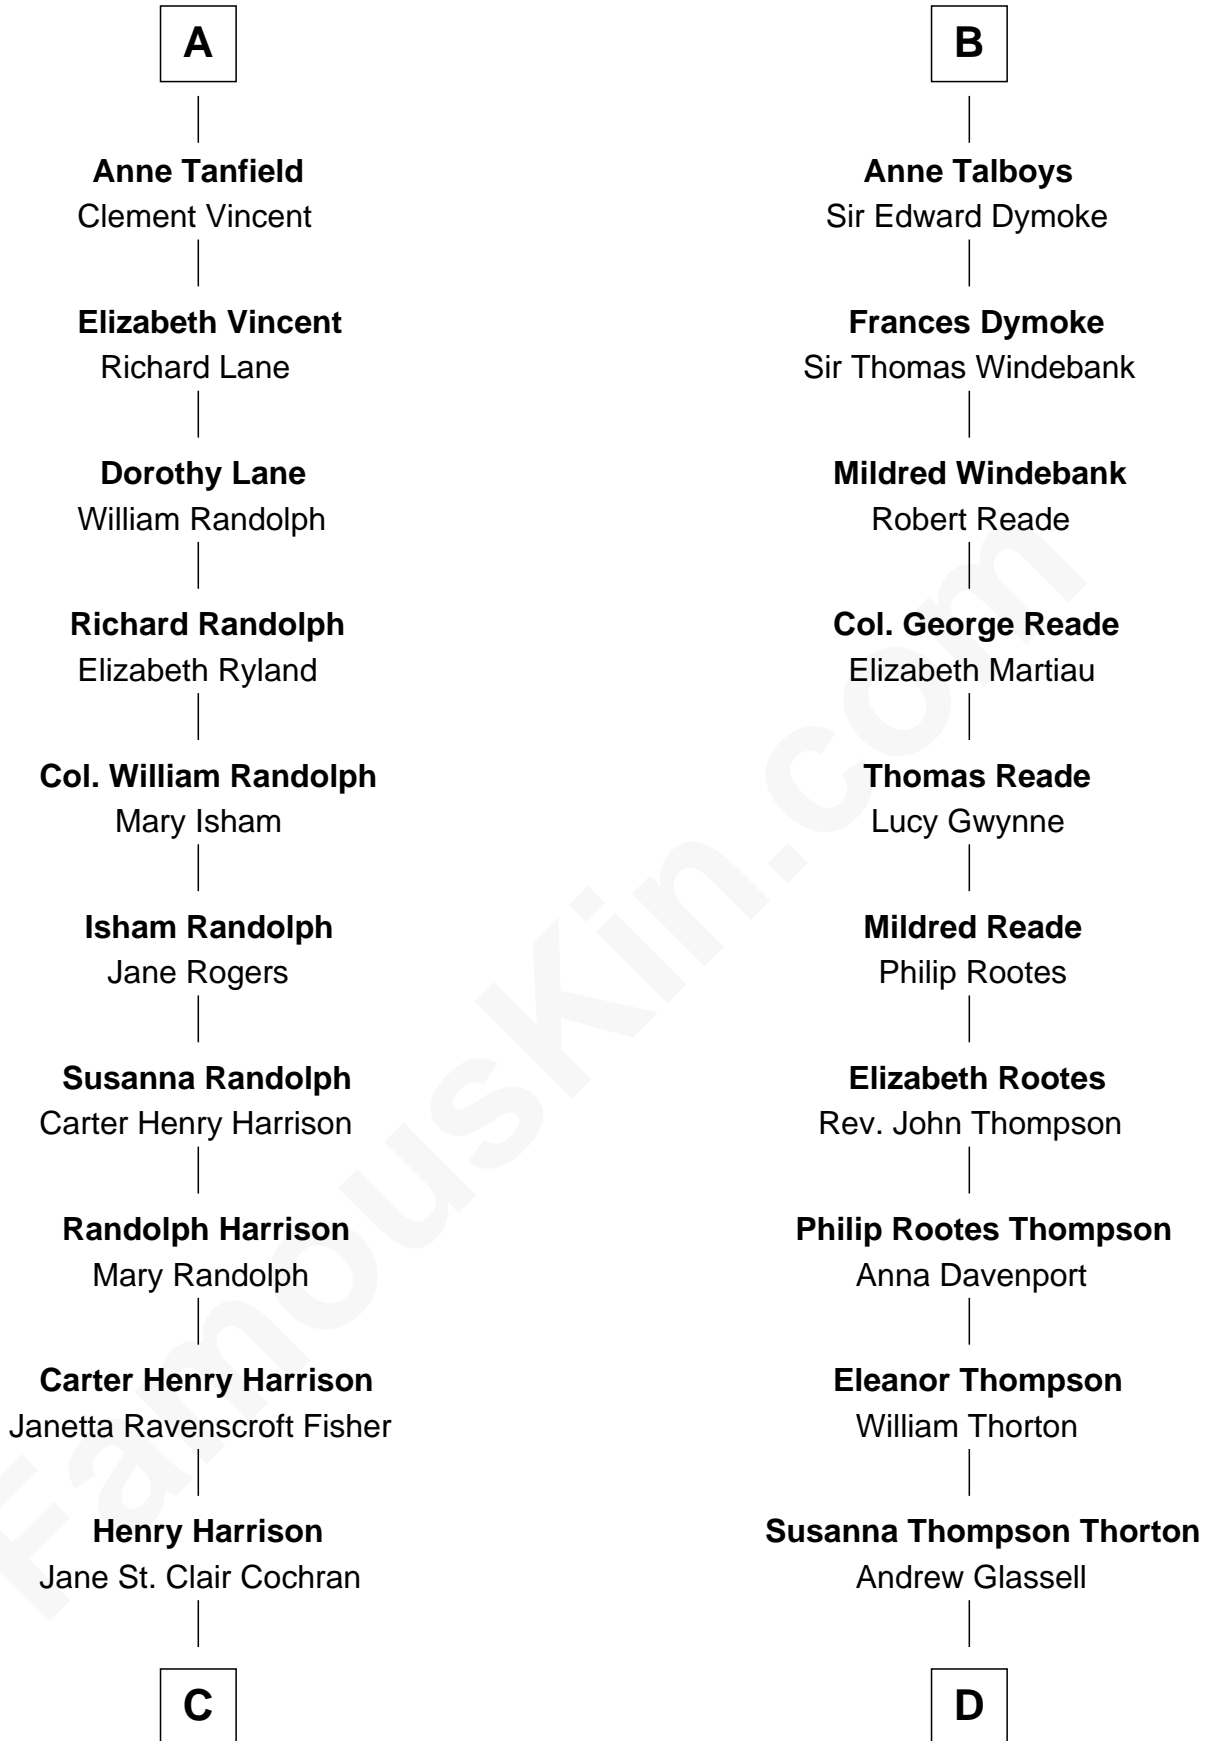 A
Anne Tanfield
Clement Vincent
Elizabeth Vincent
Richard Lane
Dorothy Lane
William Randolph
Richard Randolph
Elizabeth Ryland
Col. William Randolph
Mary Isham
Isham Randolph
Jane Rogers
Susanna Randolph
Carter Henry Harrison
Randolph Harrison
Mary Randolph
Carter Henry Harrison
Janetta Ravenscroft Fisher
Henry Harrison
Jane St. Clair Cochran
C
B
Anne Talboys
Sir Edward Dymoke
Frances Dymoke
Sir Thomas Windebank
Mildred Windebank
Robert Reade
Col. George Reade
Elizabeth Martiau
Thomas Reade
Lucy Gwynne
Mildred Reade
Philip Rootes
Elizabeth Rootes
Rev. John Thompson
Philip Rootes Thompson
Anna Davenport
Eleanor Thompson
William Thorton
Susanna Thompson Thorton
Andrew Glassell
D
FamousKin.com